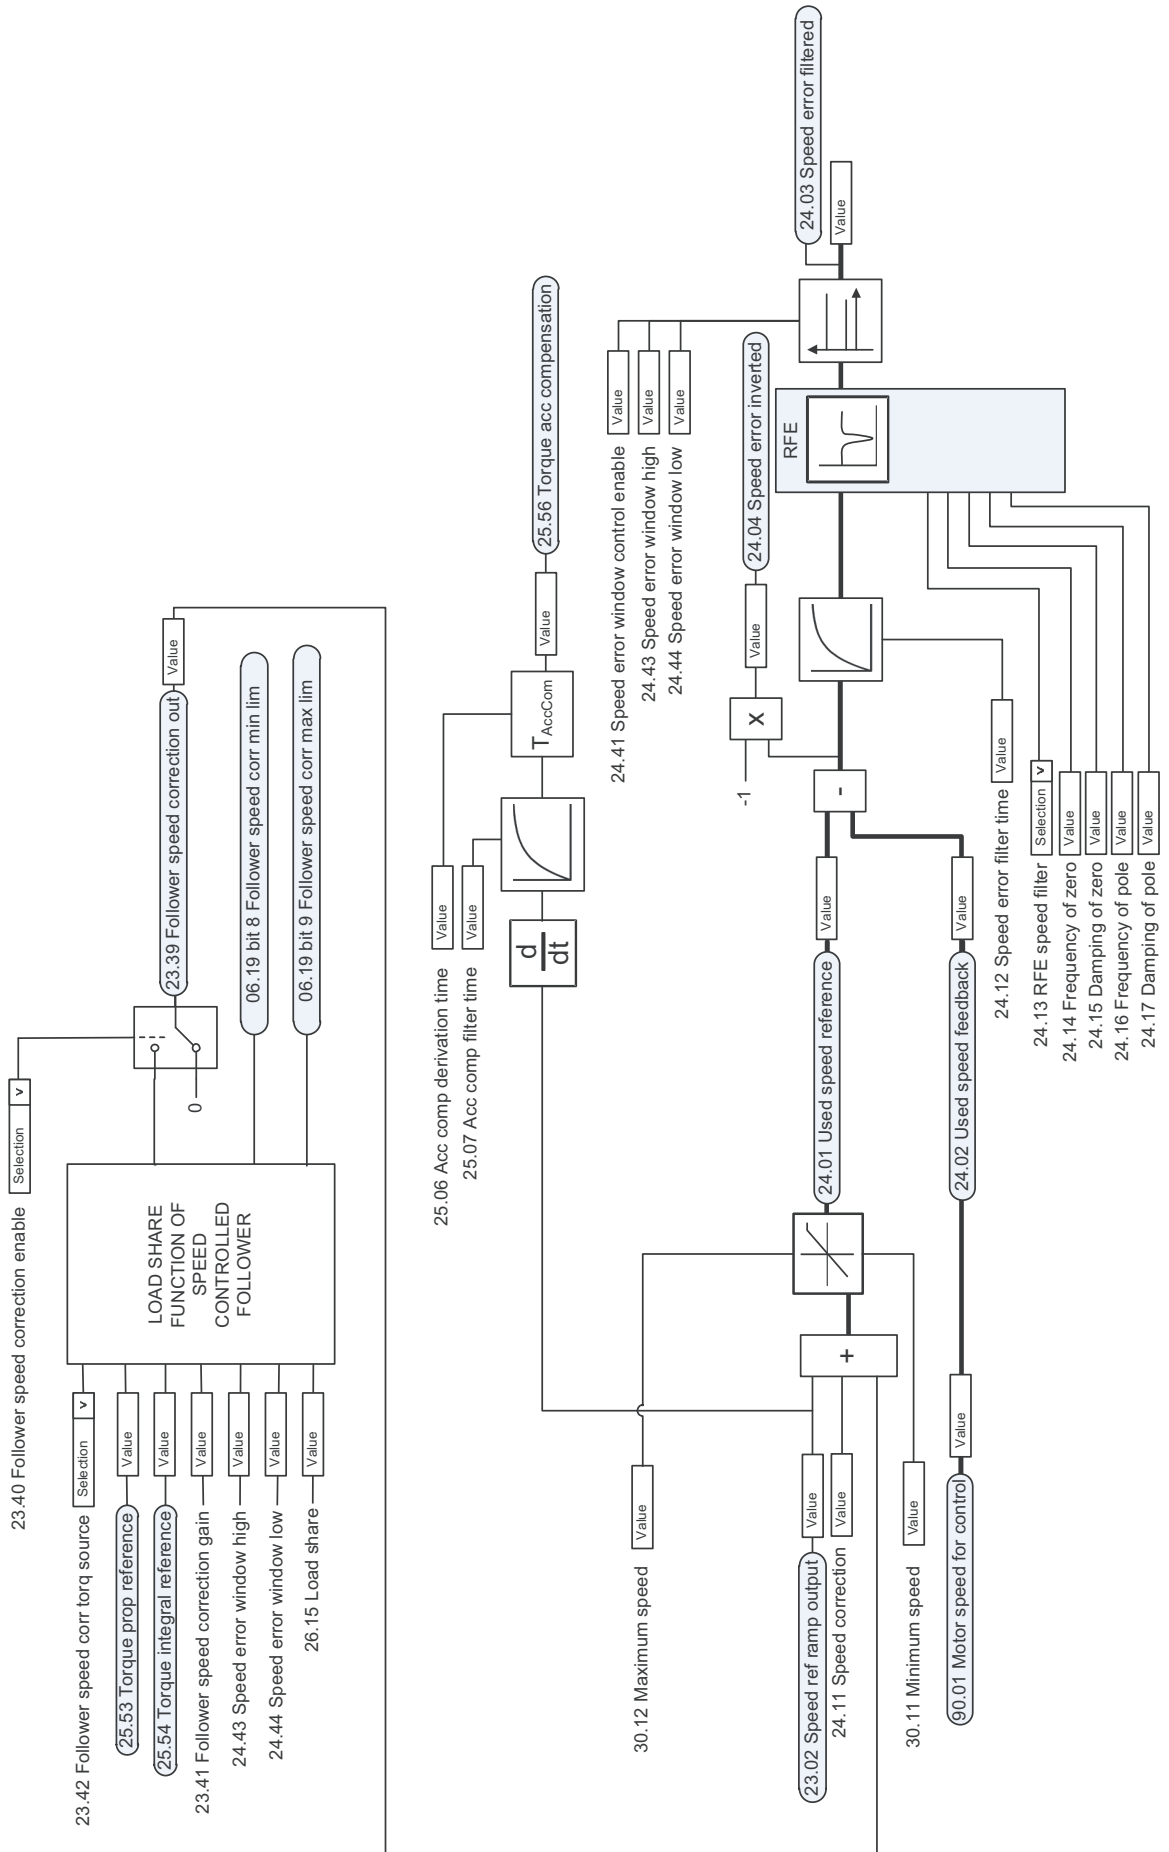 23.40 Follower speed correction enable
Selection
v
23.42 Follower speed corr torq source
Selection
v
25.53 Torque prop reference
Value
25.54 Torque integral reference
Value
23.41 Follower speed correction gain
Value
24.43 Speed error window high
Value
24.44 Speed error window low
Value
26.15 Load share
Value
LOAD SHARE
FUNCTION OF
SPEED
CONTROLLED
FOLLOWER
0
23.39 Follower speed correction out
Value
06.19 bit 8 Follower speed corr min lim
06.19 bit 9 Follower speed corr max lim
25.06 Acc comp derivation time
Value
25.07 Acc comp filter time
Value
d
dt
TAccCom
Value
25.56 Torque acc compensation
24.41 Speed error window control enable
Value
24.43 Speed error window high
Value
24.44 Speed error window low
Value
30.12 Maximum speed
Value
-1
X
Value
24.04 Speed error inverted
23.02 Speed ref ramp output
Value
24.11 Speed correction
Value
+
24.01 Used speed reference
Value
-
RFE
24.03 Speed error filtered
Value
30.11 Minimum speed
Value
90.01 Motor speed for control
Value
24.02 Used speed feedback
Value
24.12 Speed error filter time
Value
24.13 RFE speed filter
Selection
v
24.14 Frequency of zero
Value
24.15 Damping of zero
Value
24.16 Frequency of pole
Value
24.17 Damping of pole
Value